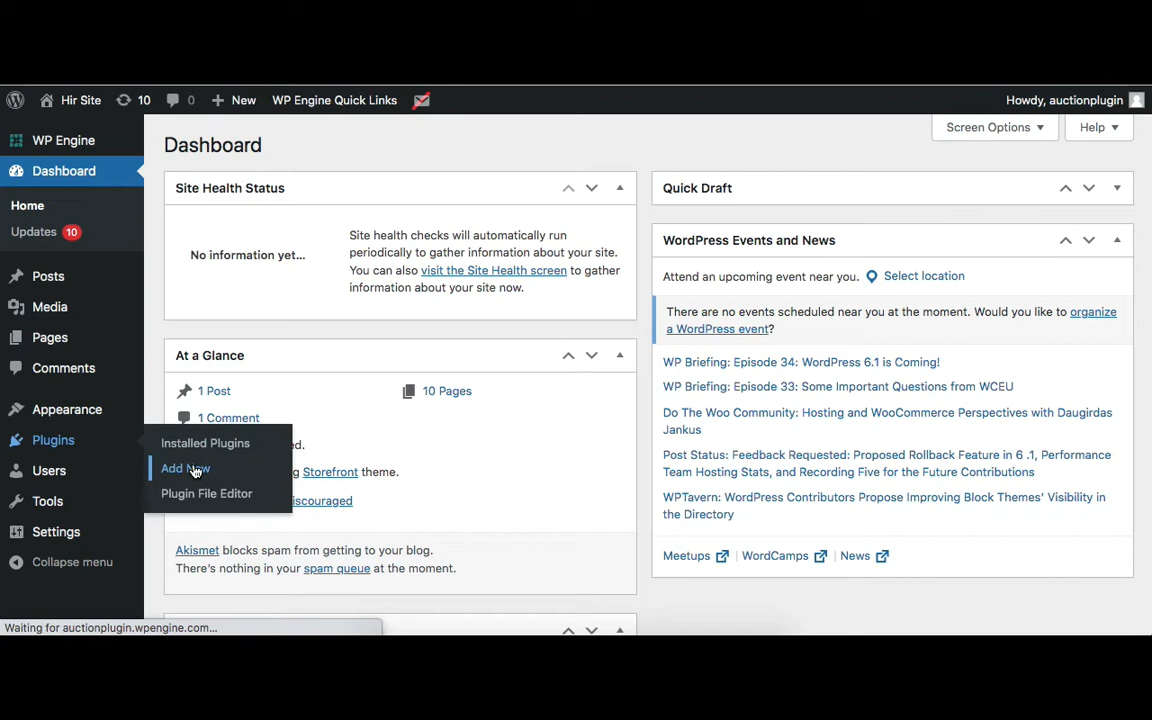 Hir Site
10
0
New
WP Engine Quick Links
Howdy, auctionplugin
WP Engine
Dashboard
Home
Updates 10
Posts
Media
Pages
Comments
Appearance
Plugins
Users
Tools
Settings
Collapse menu
Installed Plugins
Add New
Plugin File Editor
Dashboard
Screen Options
Help
Site Health Status
No information yet...
Site health checks will automatically run
periodically to gather information about your site.
You can also visit the Site Health screen to gather
information about your site now.
At a Glance
1 Post
10 Pages
1 Comment
ed.
g Storefront theme.
iscouraged
Akismet blocks spam from getting to your blog.
There's nothing in your spam queue at the moment.
Quick Draft
WordPress Events and News
Attend an upcoming event near you.
Select location
There are no events scheduled near you at the moment. Would you like to organize
a WordPress event?
WP Briefing: Episode 34: WordPress 6.1 is Coming!
WP Briefing: Episode 33: Some Important Questions from WCEU
Do The Woo Community: Hosting and WooCommerce Perspectives with Daugirdas
Jankus
Post Status: Feedback Requested: Proposed Rollback Feature in 6 .1, Performance
Team Hosting Stats, and Recording Five for the Future Contributions
WPTavern: WordPress Contributors Propose Improving Block Themes' Visibility in
the Directory
Meetups | WordCamps | News
Waiting for auctionplugin.wpengine.com...